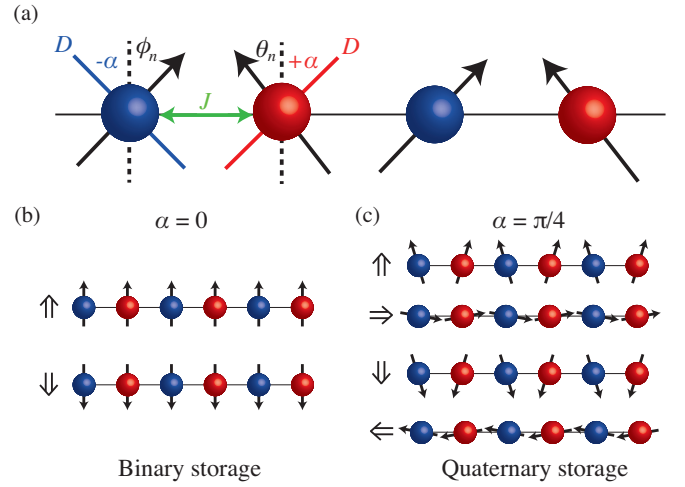 (a)
D -α ϕₙ θₙ +α D
J
(b) (c)
α = 0 α = π/4
⇑ ⇑
⇒
⇓ ⇓
⇐
Binary storage Quaternary storage